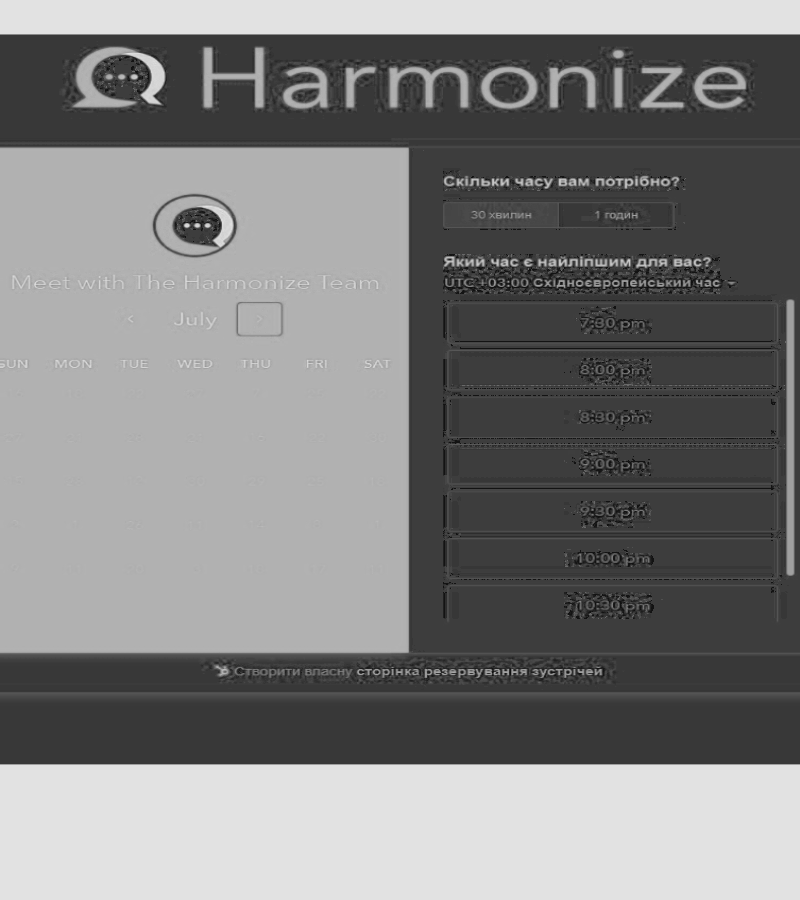 Harmonize
Meet with The Harmonize Team
July
SUN MON TUE WED THU FRI SAT
Скільки часу вам потрібно?
30 хвилин 1 годин
Який час є найліпшим для вас?
UTC +03:00 Східноєвропейський час
7:30 pm
8:00 pm
8:30 pm
9:00 pm
9:30 pm
10:00 pm
10:30 pm
Створити власну сторінка резервування зустрічей